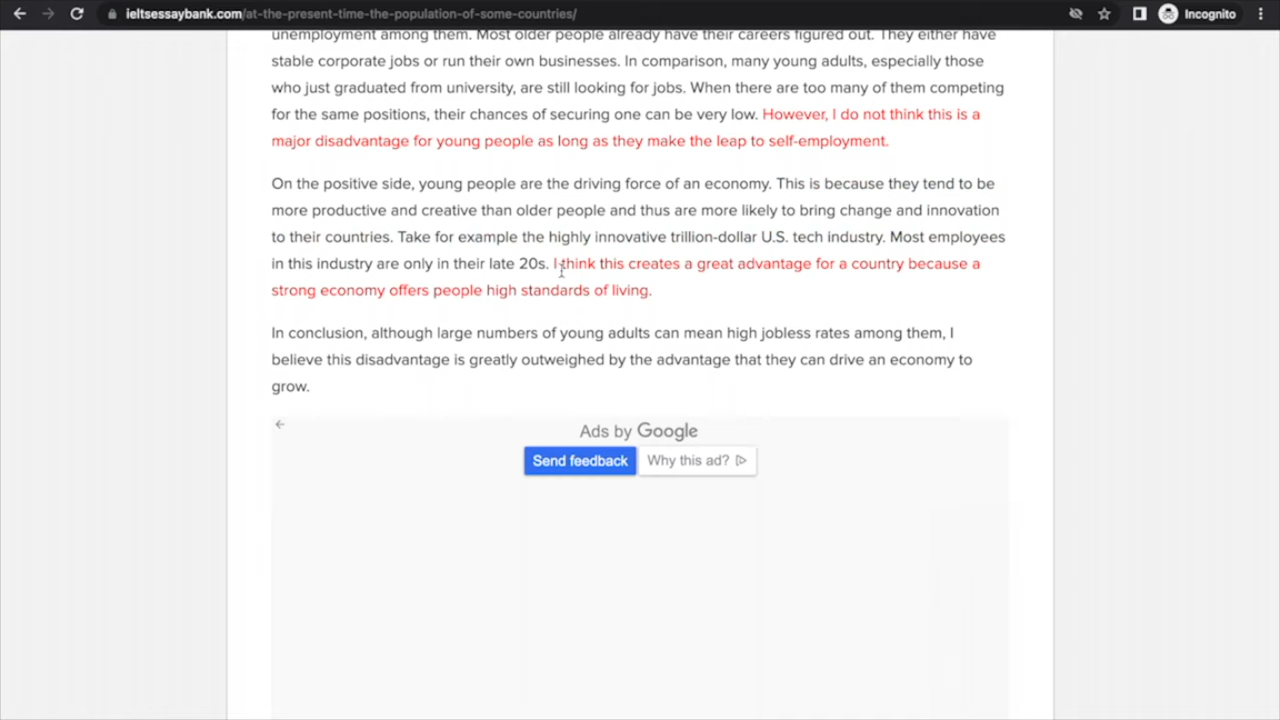 ieltsessaybank.com/at-the-present-time-the-population-of-some-countries/
Incognito
unemployment among them. Most older people already have their careers figured out. They either have
stable corporate jobs or run their own businesses. In comparison, many young adults, especially those
who just graduated from university, are still looking for jobs. When there are too many of them competing
for the same positions, their chances of securing one can be very low. However, I do not think this is a
major disadvantage for young people as long as they make the leap to self-employment.
On the positive side, young people are the driving force of an economy. This is because they tend to be
more productive and creative than older people and thus are more likely to bring change and innovation
to their countries. Take for example the highly innovative trillion-dollar U.S. tech industry. Most employees
in this industry are only in their late 20s. I think this creates a great advantage for a country because a
strong economy offers people high standards of living.
In conclusion, although large numbers of young adults can mean high jobless rates among them, I
believe this disadvantage is greatly outweighed by the advantage that they can drive an economy to
grow.
Ads by Google
Send feedback
Why this ad?